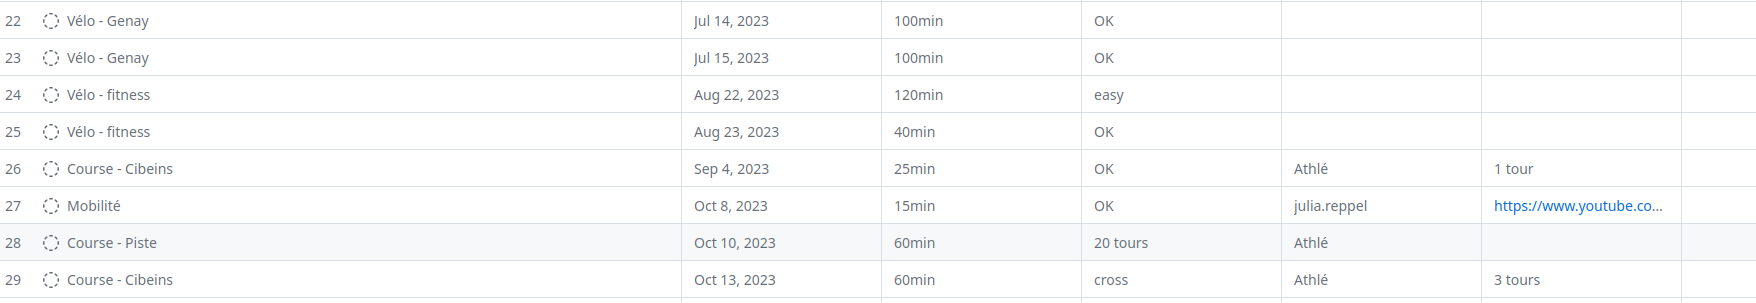 22 Vélo - Genay Jul 14, 2023 100min OK
23 Vélo - Genay Jul 15, 2023 100min OK
24 Vélo - fitness Aug 22, 2023 120min easy
25 Vélo - fitness Aug 23, 2023 40min OK
26 Course - Cibeins Sep 4, 2023 25min OK Athlé 1 tour
27 Mobilité Oct 8, 2023 15min OK julia.reppel https://www.youtube.co...
28 Course - Piste Oct 10, 2023 60min 20 tours Athlé
29 Course - Cibeins Oct 13, 2023 60min cross Athlé 3 tours